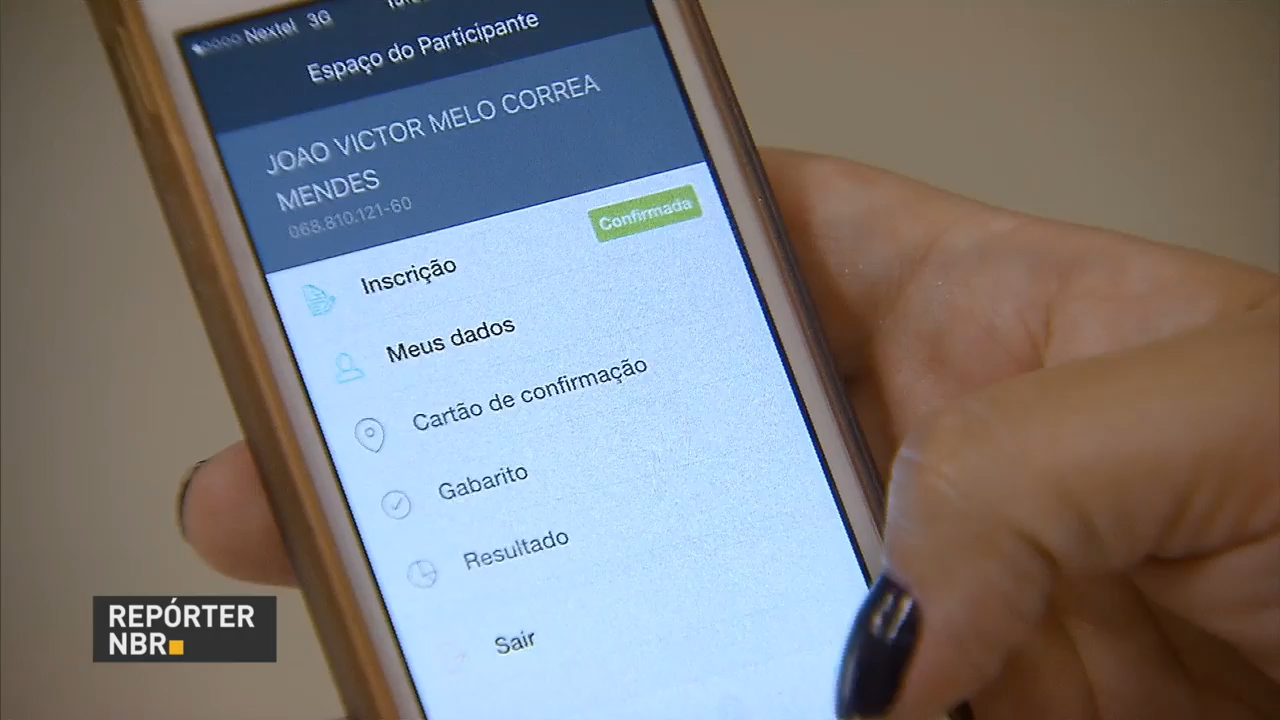 Nextel 3G
Espaço do Participante
JOAO VICTOR MELO CORREA
MENDES
068.810.121-60
Confirmada
Inscrição
Meus dados
Cartão de confirmação
Gabarito
Resultado
Sair
REPÓRTER
NBR